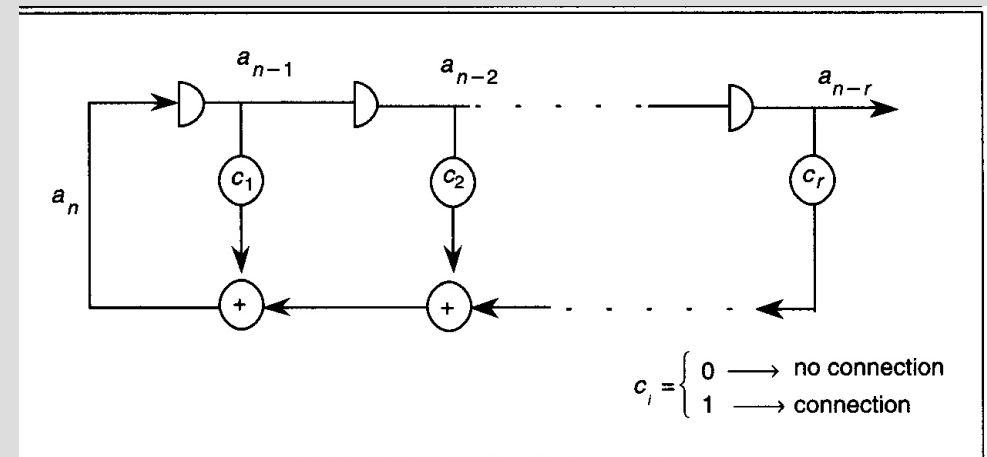 a_{n-1}
a_{n-2}
a_{n-r}
c_1
c_2
c_r
a_n
+
+
c_i = { 0 ⟶ no connection
1 ⟶ connection